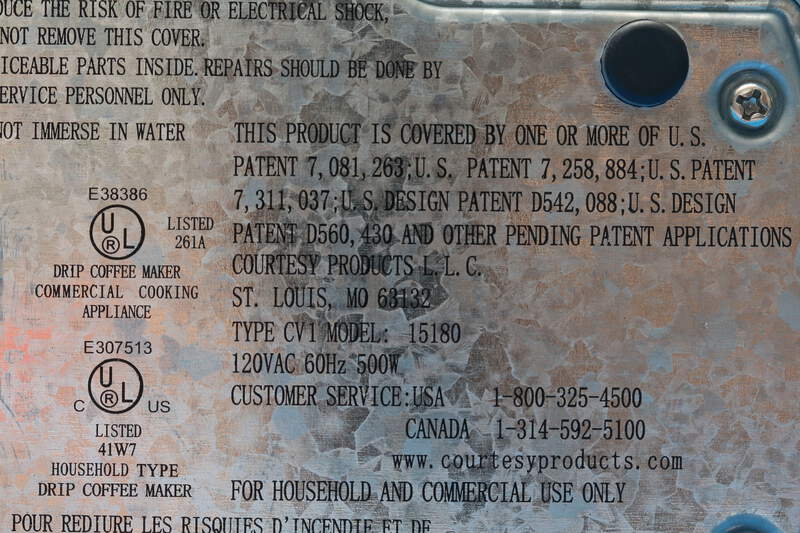 DUCE THE RISK OF FIRE OR ELECTRICAL SHOCK,
NOT REMOVE THIS COVER.
ICEABLE PARTS INSIDE. REPAIRS SHOULD BE DONE BY
ERVICE PERSONNEL ONLY.
NOT IMMERSE IN WATER
E38386
UL
®
LISTED
261A
DRIP COFFEE MAKER
COMMERCIAL COOKING
APPLIANCE
E307513
C UL US
®
LISTED
41W7
HOUSEHOLD TYPE
DRIP COFFEE MAKER
THIS PRODUCT IS COVERED BY ONE OR MORE OF U.S.
PATENT 7,081,263;U.S. PATENT 7,258,884;U.S.PATENT
7,311,037;U.S.DESIGN PATENT D542,088;U.S.DESIGN
PATENT D560,430 AND OTHER PENDING PATENT APPLICATIONS
COURTESY PRODUCTS L.L.C.
ST. LOUIS, MO 63132
TYPE CV1 MODEL: 15180
120VAC 60Hz 500W
CUSTOMER SERVICE:USA 1-800-325-4500
CANADA 1-314-592-5100
www.courtesyproducts.com
FOR HOUSEHOLD AND COMMERCIAL USE ONLY
POUR REDIURE LES RISQUIES D'INCENDIE ET DE